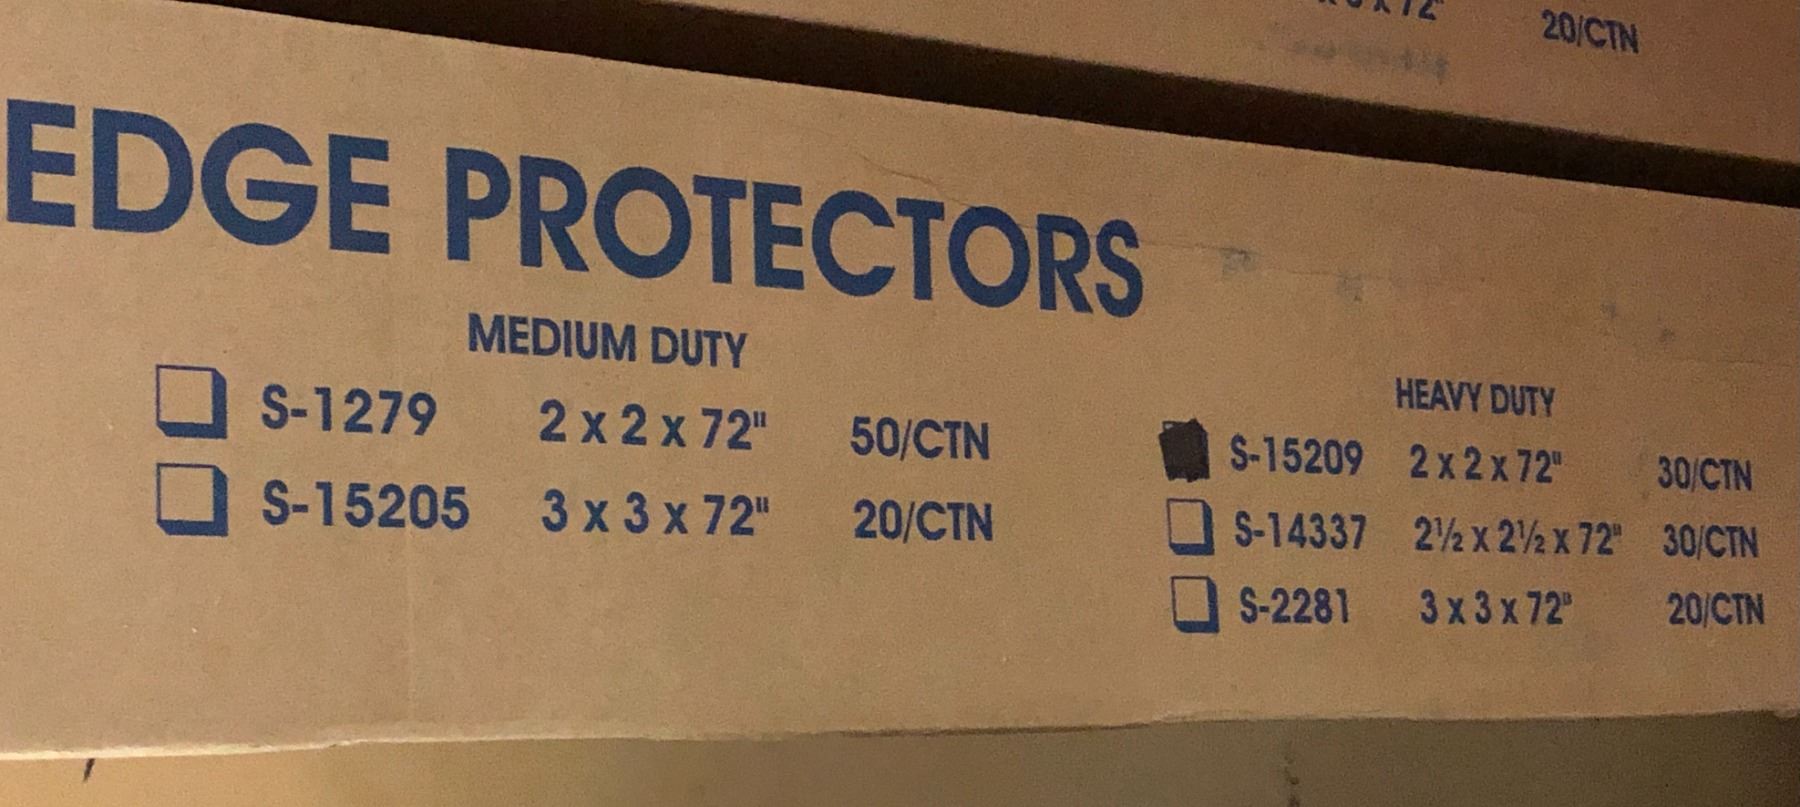 20/CTN
EDGE PROTECTORS
MEDIUM DUTY
S-1279 2 x 2 x 72" 50/CTN
S-15205 3 x 3 x 72" 20/CTN
HEAVY DUTY
S-15209 2 x 2 x 72" 30/CTN
S-14337 2½ x 2½ x 72" 30/CTN
S-2281 3 x 3 x 72" 20/CTN